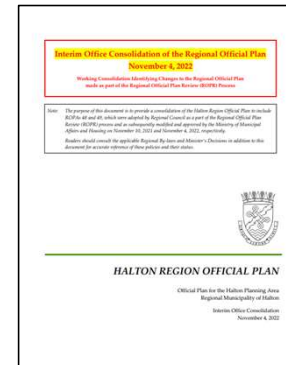 Interim Office Consolidation of the Regional Official Plan
November 4, 2022
Working Consolidation Identifying Changes to the Regional Official Plan
made as part of the Regional Official Plan Review (ROPR) Process
Note: The purpose of this document is to provide a consolidation of the Halton Region Official Plan to include
ROPAs 48 and 49, which were adopted by Regional Council as a part of the Regional Official Plan
Review (ROPR) process and as subsequently modified and approved by the Ministry of Municipal
Affairs and Housing on November 10, 2021 and November 4, 2022, respectively.
Readers should consult the applicable Regional By-laws and Minister's Decisions in addition to this
document for accurate reference of these policies and their status.
HALTON REGION OFFICIAL PLAN
Official Plan for the Halton Planning Area
Regional Municipality of Halton
Interim Office Consolidation
November 4, 2022